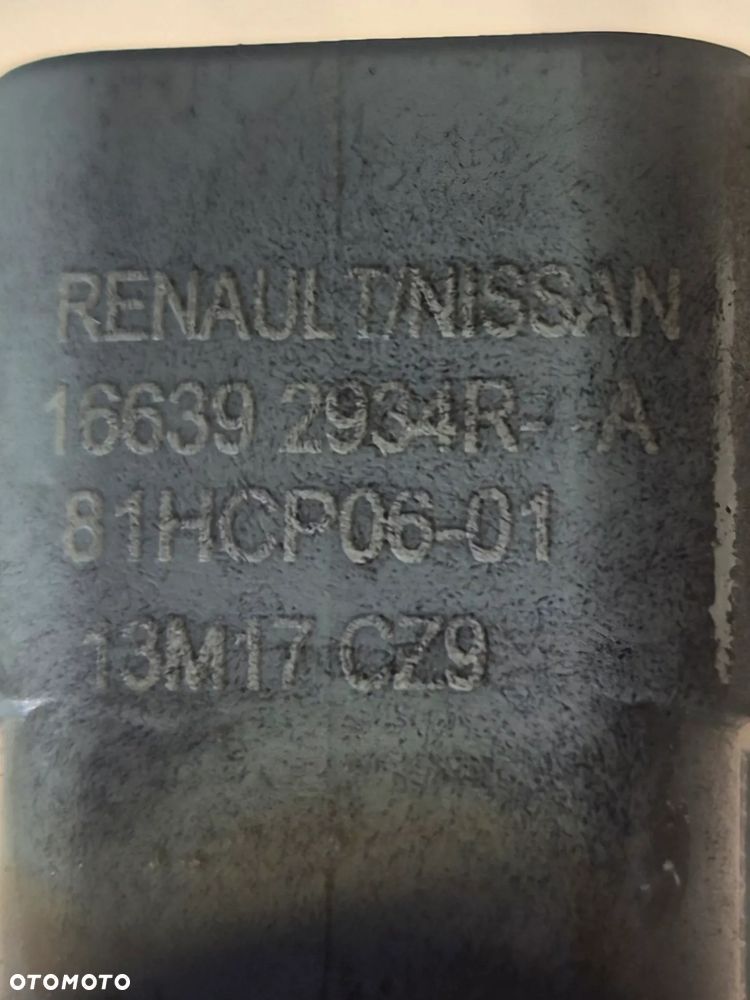 RENAULT/NISSAN
16639 2934R- -A
81HCP06-01
13M17 CZ9
OTOMOTO